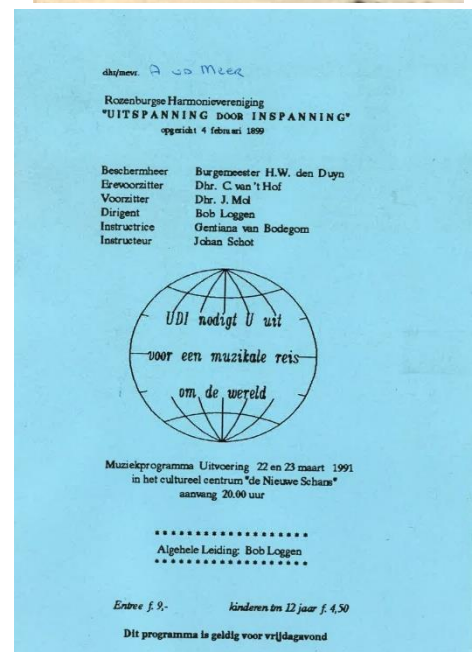 dhr/mevr. A vd Meer
Rozenburgse Harmonievereniging
"UITSPANNING DOOR INSPANNING"
opgericht 4 februari 1899
Beschermheer Burgemeester H.W. den Duyn
Erevoorzitter Dhr. C. van 't Hof
Voorzitter Dhr. J. Mol
Dirigent Bob Loggen
Instructrice Gentiana van Bodegom
Instructeur Johan Schot
UDI nodigt U uit
voor een muzikale reis
om de wereld
Muziekprogramma Uitvoering 22 en 23 maart 1991
in het cultureel centrum "de Nieuwe Schans"
aanvang 20.00 uur
********************
Algehele Leiding: Bob Loggen
********************
Entree f. 9,- kinderen tm 12 jaar f. 4,50
Dit programma is geldig voor vrijdagavond